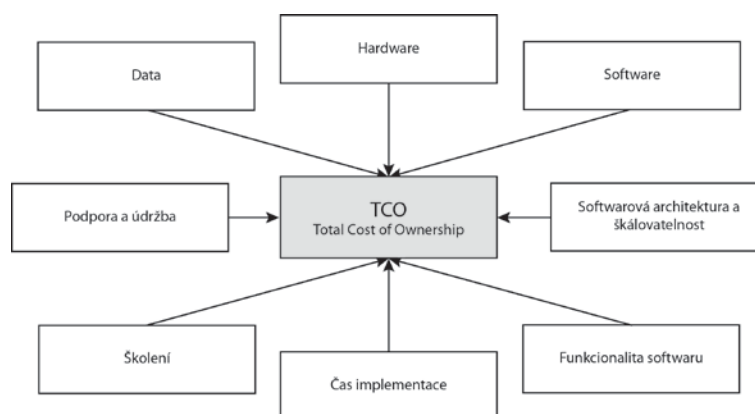 Hardware
Data
Software
Podpora a údržba
TCO
Total Cost of Ownership
Softwarová architektura a
škálovatelnost
Školení
Čas implementace
Funkcionalita softwaru